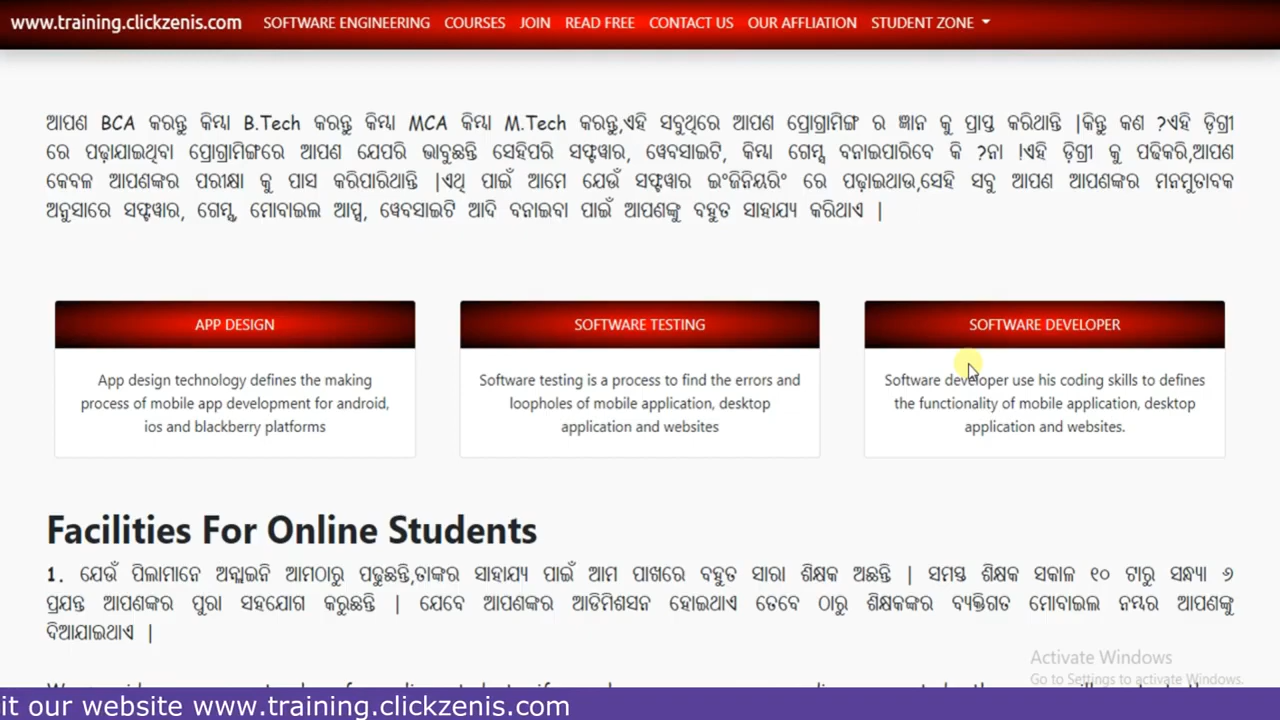 www.training.clickzenis.com SOFTWARE ENGINEERING COURSES JOIN READ FREE CONTACT US OUR AFFLIATION STUDENT ZONE
ଆପଣ BCA କରନ୍ତୁ କିମ୍ବା B.Tech କରନ୍ତୁ କିମ୍ବା MCA କିମ୍ବା M.Tech କରନ୍ତୁ,ଏହି ସବୁଥିରେ ଆପଣ ପ୍ରୋଗ୍ରାମିଙ୍ଗ ର ଜ୍ଞାନ କୁ ପ୍ରାପ୍ତ କରିଥାନ୍ତି |କିନ୍ତୁ କଣ ?ଏହି ଡ଼ିଗ୍ରୀ
ରେ ପଢ଼ାଯାଇଥିବା ପ୍ରୋଗ୍ରାମିଙ୍ଗରେ ଆପଣ ଯେପରି ଭାବୁଛନ୍ତି ସେହିପରି ସଫ୍ଟୱାର, ୱେବସାଇଟି, କିମ୍ବା ଗେମ୍ସ ବନାଇପାରିବେ କି ?ନା !ଏହି ଡ଼ିଗ୍ରୀ କୁ ପଢିକରି,ଆପଣ
କେବଳ ଆପଣଙ୍କର ପରୀକ୍ଷା କୁ ପାସ କରିପାରିଥାନ୍ତି |ଏଥି ପାଇଁ ଆମେ ଯେଉଁ ସଫ୍ଟୱାର ଇଂଜିନିୟରିଂ ରେ ପଢ଼ାଇଥାଉ,ସେହି ସବୁ ଆପଣ ଆପଣଙ୍କର ମନମୁତାବକ
ଅନୁସାରେ ସଫ୍ଟୱାର, ଗେମ୍ସ, ମୋବାଇଲ ଆପ୍ସ, ୱେବସାଇଟି ଆଦି ବନାଇବା ପାଇଁ ଆପଣଙ୍କୁ ବହୁତ ସାହାଯ୍ୟ କରିଥାଏ |
APP DESIGN
App design technology defines the making
process of mobile app development for android,
ios and blackberry platforms
SOFTWARE TESTING
Software testing is a process to find the errors and
loopholes of mobile application, desktop
application and websites
SOFTWARE DEVELOPER
Software developer use his coding skills to defines
the functionality of mobile application, desktop
application and websites.
Facilities For Online Students
1. ଯେଉଁ ପିଲାମାନେ ଅନ୍ଲାଇନି ଆମଠାରୁ ପଢୁଛନ୍ତି,ତାଙ୍କର ସାହାଯ୍ୟ ପାଇଁ ଆମ ପାଖରେ ବହୁତ ସାରା ଶିକ୍ଷକ ଅଛନ୍ତି | ସମସ୍ତ ଶିକ୍ଷକ ସକାଳ ୧୦ ଟାରୁ ସନ୍ଧ୍ୟା ୬
ପ୍ରଯନ୍ତ ଆପଣଙ୍କର ପୁରା ସହଯୋଗ କରୁଛନ୍ତି | ଯେବେ ଆପଣଙ୍କର ଆଡିମିଶସନ ହୋଇଥାଏ ତେବେ ଠାରୁ ଶିକ୍ଷକଙ୍କର ବ୍ୟକ୍ତିଗତ ମୋବାଇଲ ନମ୍ୱର ଆପଣଙ୍କୁ
ଦିଆଯାଇଥାଏ |
Activate Windows
Go to Settings to activate Windows.
it our website www.training.clickzenis.com